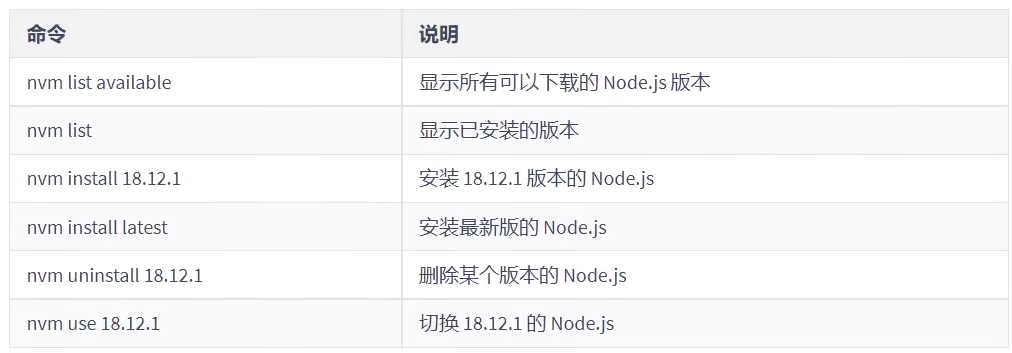 命令 说明
nvm list available 显示所有可以下载的 Node.js 版本
nvm list 显示已安装的版本
nvm install 18.12.1 安装 18.12.1 版本的 Node.js
nvm install latest 安装最新版的 Node.js
nvm uninstall 18.12.1 删除某个版本的 Node.js
nvm use 18.12.1 切换 18.12.1 的 Node.js